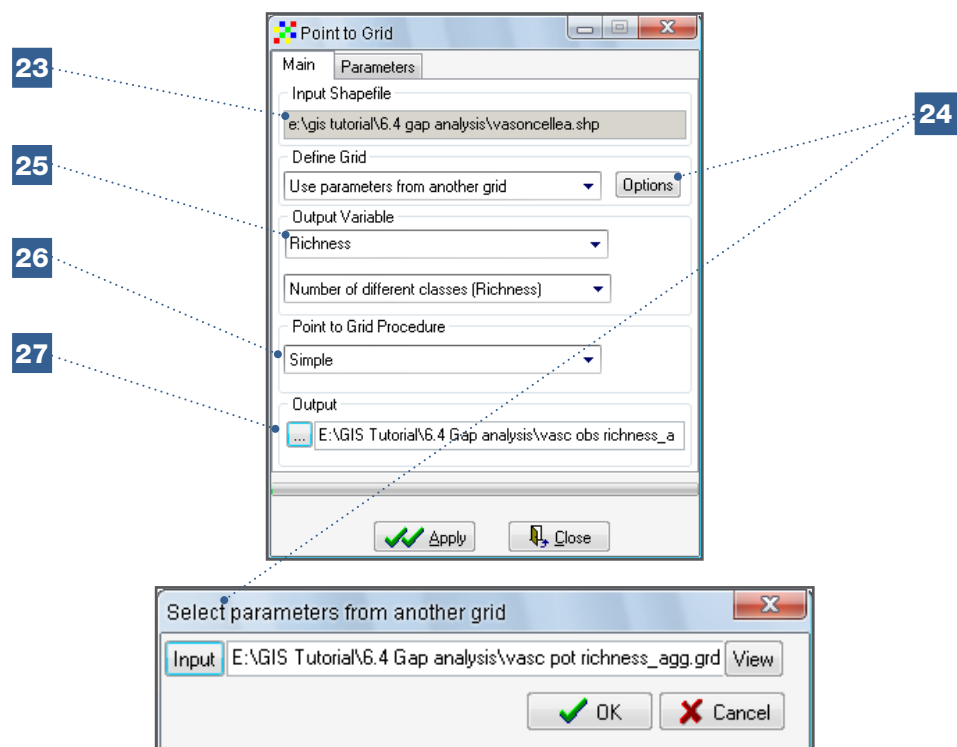 Point to Grid
23
Main Parameters
Input Shapefile
e:\gis tutorial\6.4 gap analysis\vasoncellea.shp
24
Define Grid
25
Use parameters from another grid Options
Output Variable
Richness
26
Number of different classes (Richness)
Point to Grid Procedure
27
Simple
Output
... E:\GIS Tutorial\6.4 Gap analysis\vasc obs richness_a
Apply Close
Select parameters from another grid
Input E:\GIS Tutorial\6.4 Gap analysis\vasc pot richness_agg.grd View
OK Cancel